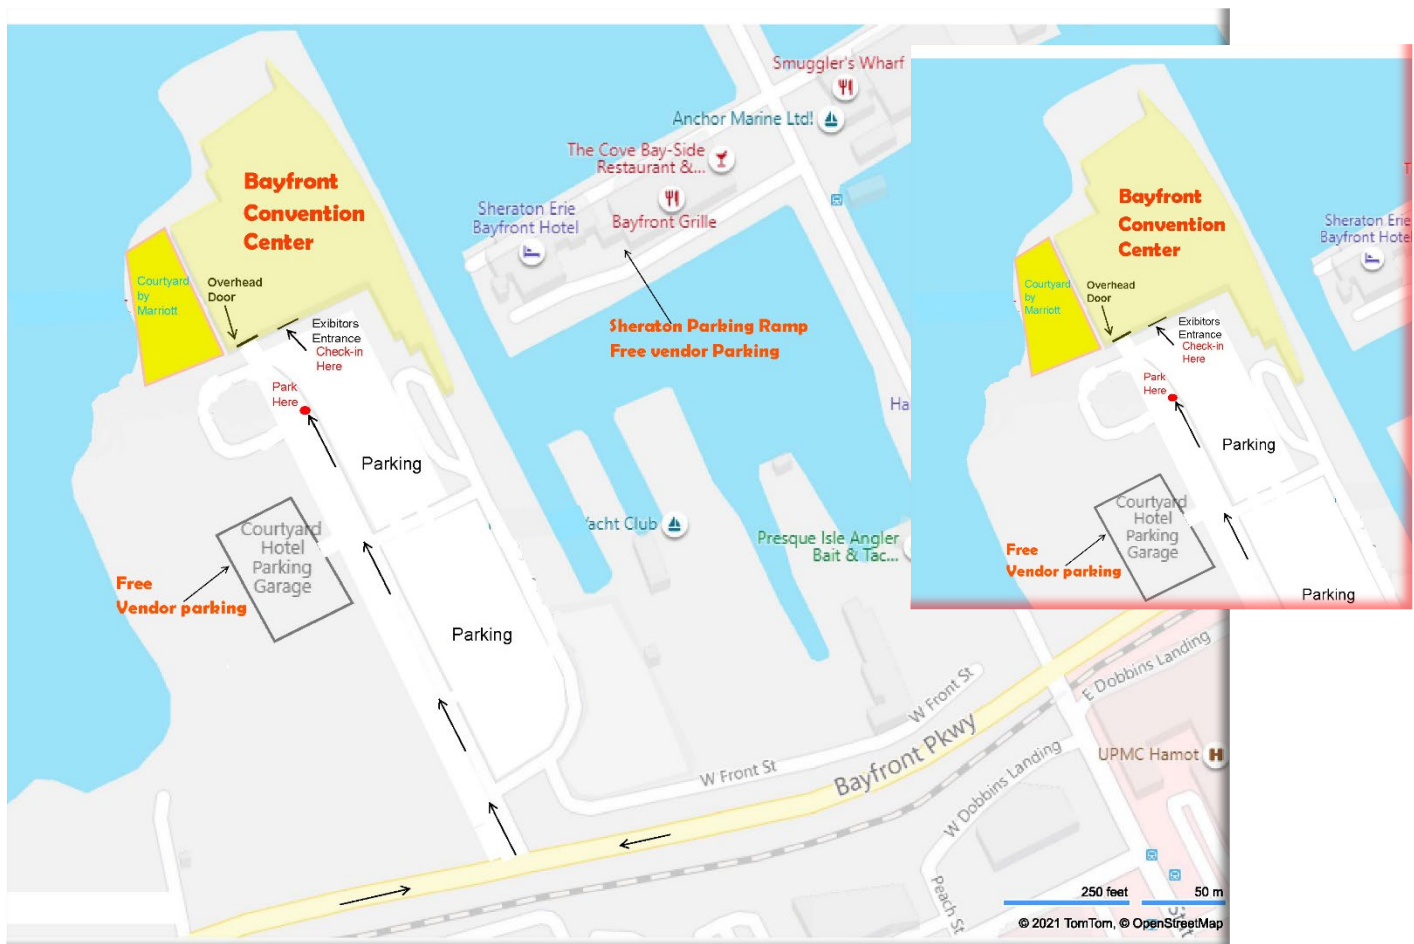 Smuggler's Wharf
Anchor Marine Ltd!
The Cove Bay-Side
Restaurant &...
Bayfront
Convention
Center
Sheraton Erie
Bayfront Hotel
Bayfront Grille
Courtyard
by
Marriott
Overhead
Door
Exibitors
Entrance
Check-in
Here
Sheraton Parking Ramp
Free vendor Parking
Park
Here
Ha
Parking
Courtyard
Hotel
Parking
Garage
Yacht Club
Presque Isle Angler
Bait & Tac...
Free
Vendor parking
Parking
W Front St
E Dobbins Landing
W Front St
Bayfront Pkwy
W Dobbins Landing
UPMC Hamot
H
Peach St
250 feet
50 m
© 2021 TomTom, © OpenStreetMap
Bayfront
Convention
Center
Sheraton Erie
Bayfront Hotel
Courtyard
by
Marriott
Overhead
Door
Exibitors
Entrance
Check-in
Here
Park
Here
Parking
Courtyard
Hotel
Parking
Garage
Free
Vendor parking
Parking